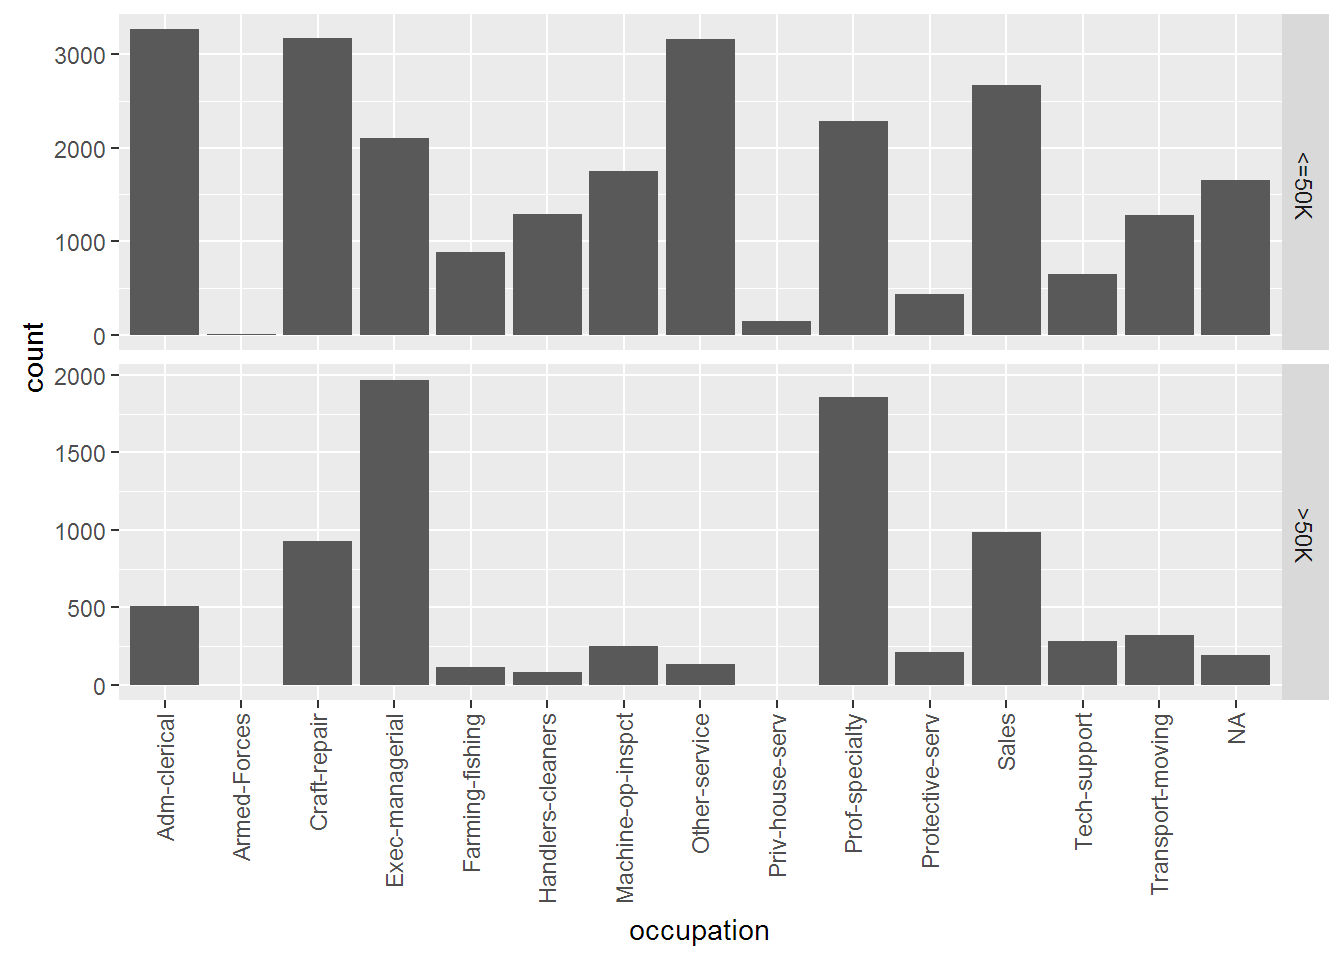 3000
2000
1000
0
<=50K
count
2000
1500
1000
500
0
>50K
Adm-clerical
Armed-Forces
Craft-repair
Exec-managerial
Farming-fishing
Handlers-cleaners
Machine-op-inspct
Other-service
Priv-house-serv
Prof-specialty
Protective-serv
Sales
Tech-support
Transport-moving
NA
occupation